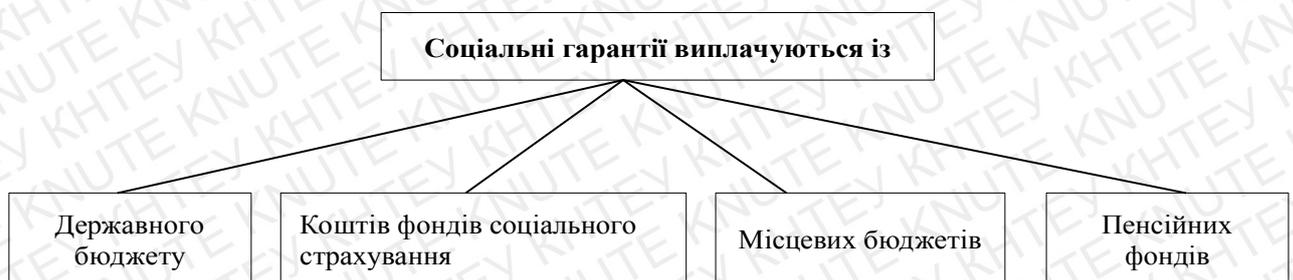 Соціальні гарантії виплачуються із
Державного
бюджету
Коштів фондів соціального
страхування
Місцевих бюджетів
Пенсійних
фондів